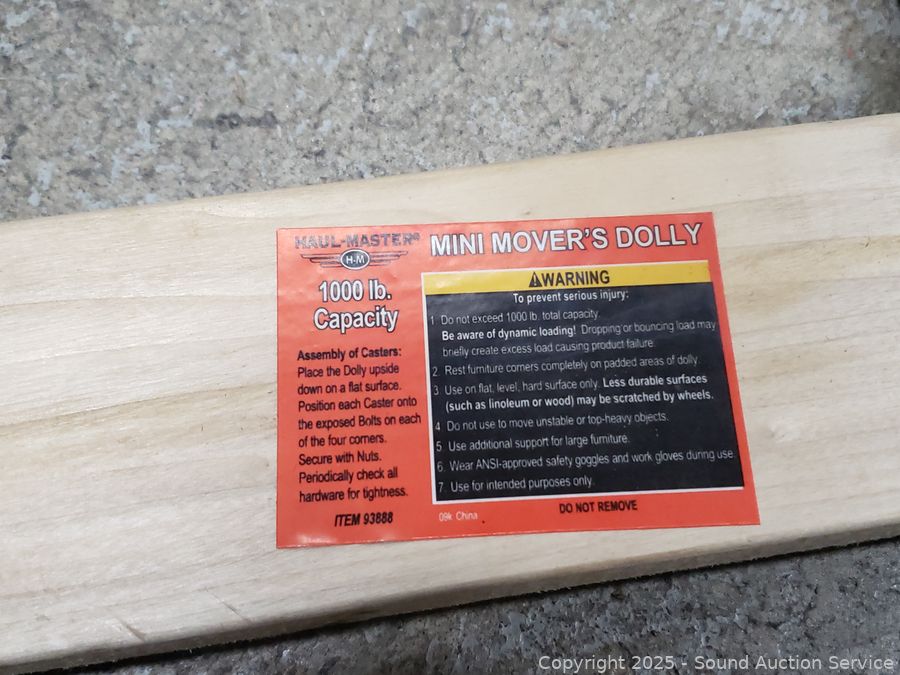 HAUL-MASTER®
H-M
1000 lb.
Capacity
Assembly of Casters:
Place the Dolly upside
down on a flat surface.
Position each Caster onto
the exposed Bolts on each
of the four corners.
Secure with Nuts.
Periodically check all
hardware for tightness.
ITEM 93888
MINI MOVER'S DOLLY
WARNING
To prevent serious injury:
1. Do not exceed 1000 lb. total capacity.
Be aware of dynamic loading! Dropping or bouncing load may
briefly create excess load causing product failure.
2. Rest furniture corners completely on padded areas of dolly.
3. Use on flat, level, hard surface only. Less durable surfaces
(such as linoleum or wood) may be scratched by wheels.
4. Do not use to move unstable or top-heavy objects.
5. Use additional support for large furniture.
6. Wear ANSI-approved safety goggles and work gloves during use.
7. Use for intended purposes only.
09k China
DO NOT REMOVE
Copyright © 2025 - Sound Auction Service